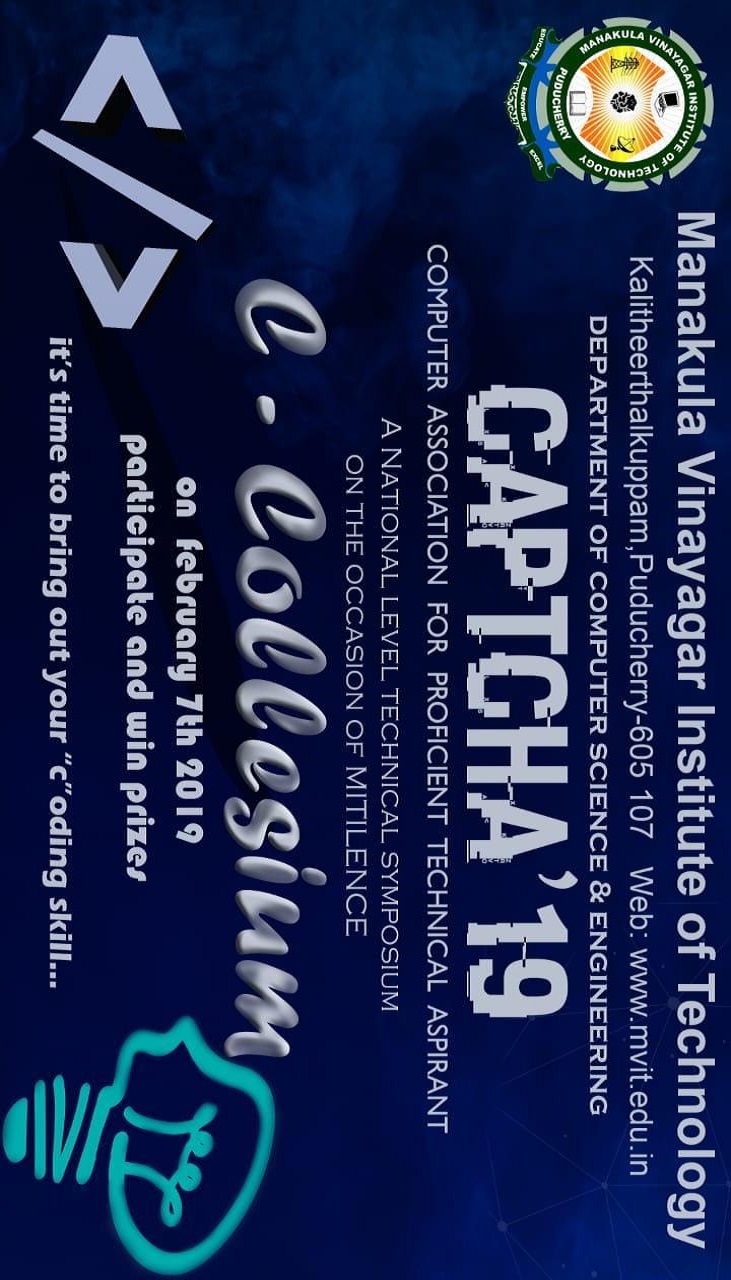 MANAKULA VINAYAGAR INSTITUTE OF TECHNOLOGY
PUDUCHERRY
EDUCATE
EMPOWER
EXCEL
Manakula Vinayagar Institute of Technology
Kalitheerthalkuppam,Puducherry-605 107 Web: www.mvit.edu.in
DEPARTMENT OF COMPUTER SCIENCE & ENGINEERING
CAPTCHA'19
COMPUTER ASSOCIATION FOR PROFICIENT TECHNICAL ASPIRANT
A NATIONAL LEVEL TECHNICAL SYMPOSIUM
ON THE OCCASION OF MITILENCE
c. collesium
on february 7th 2019
participate and win prizes
it's time to bring out your "c"oding skill...
</>